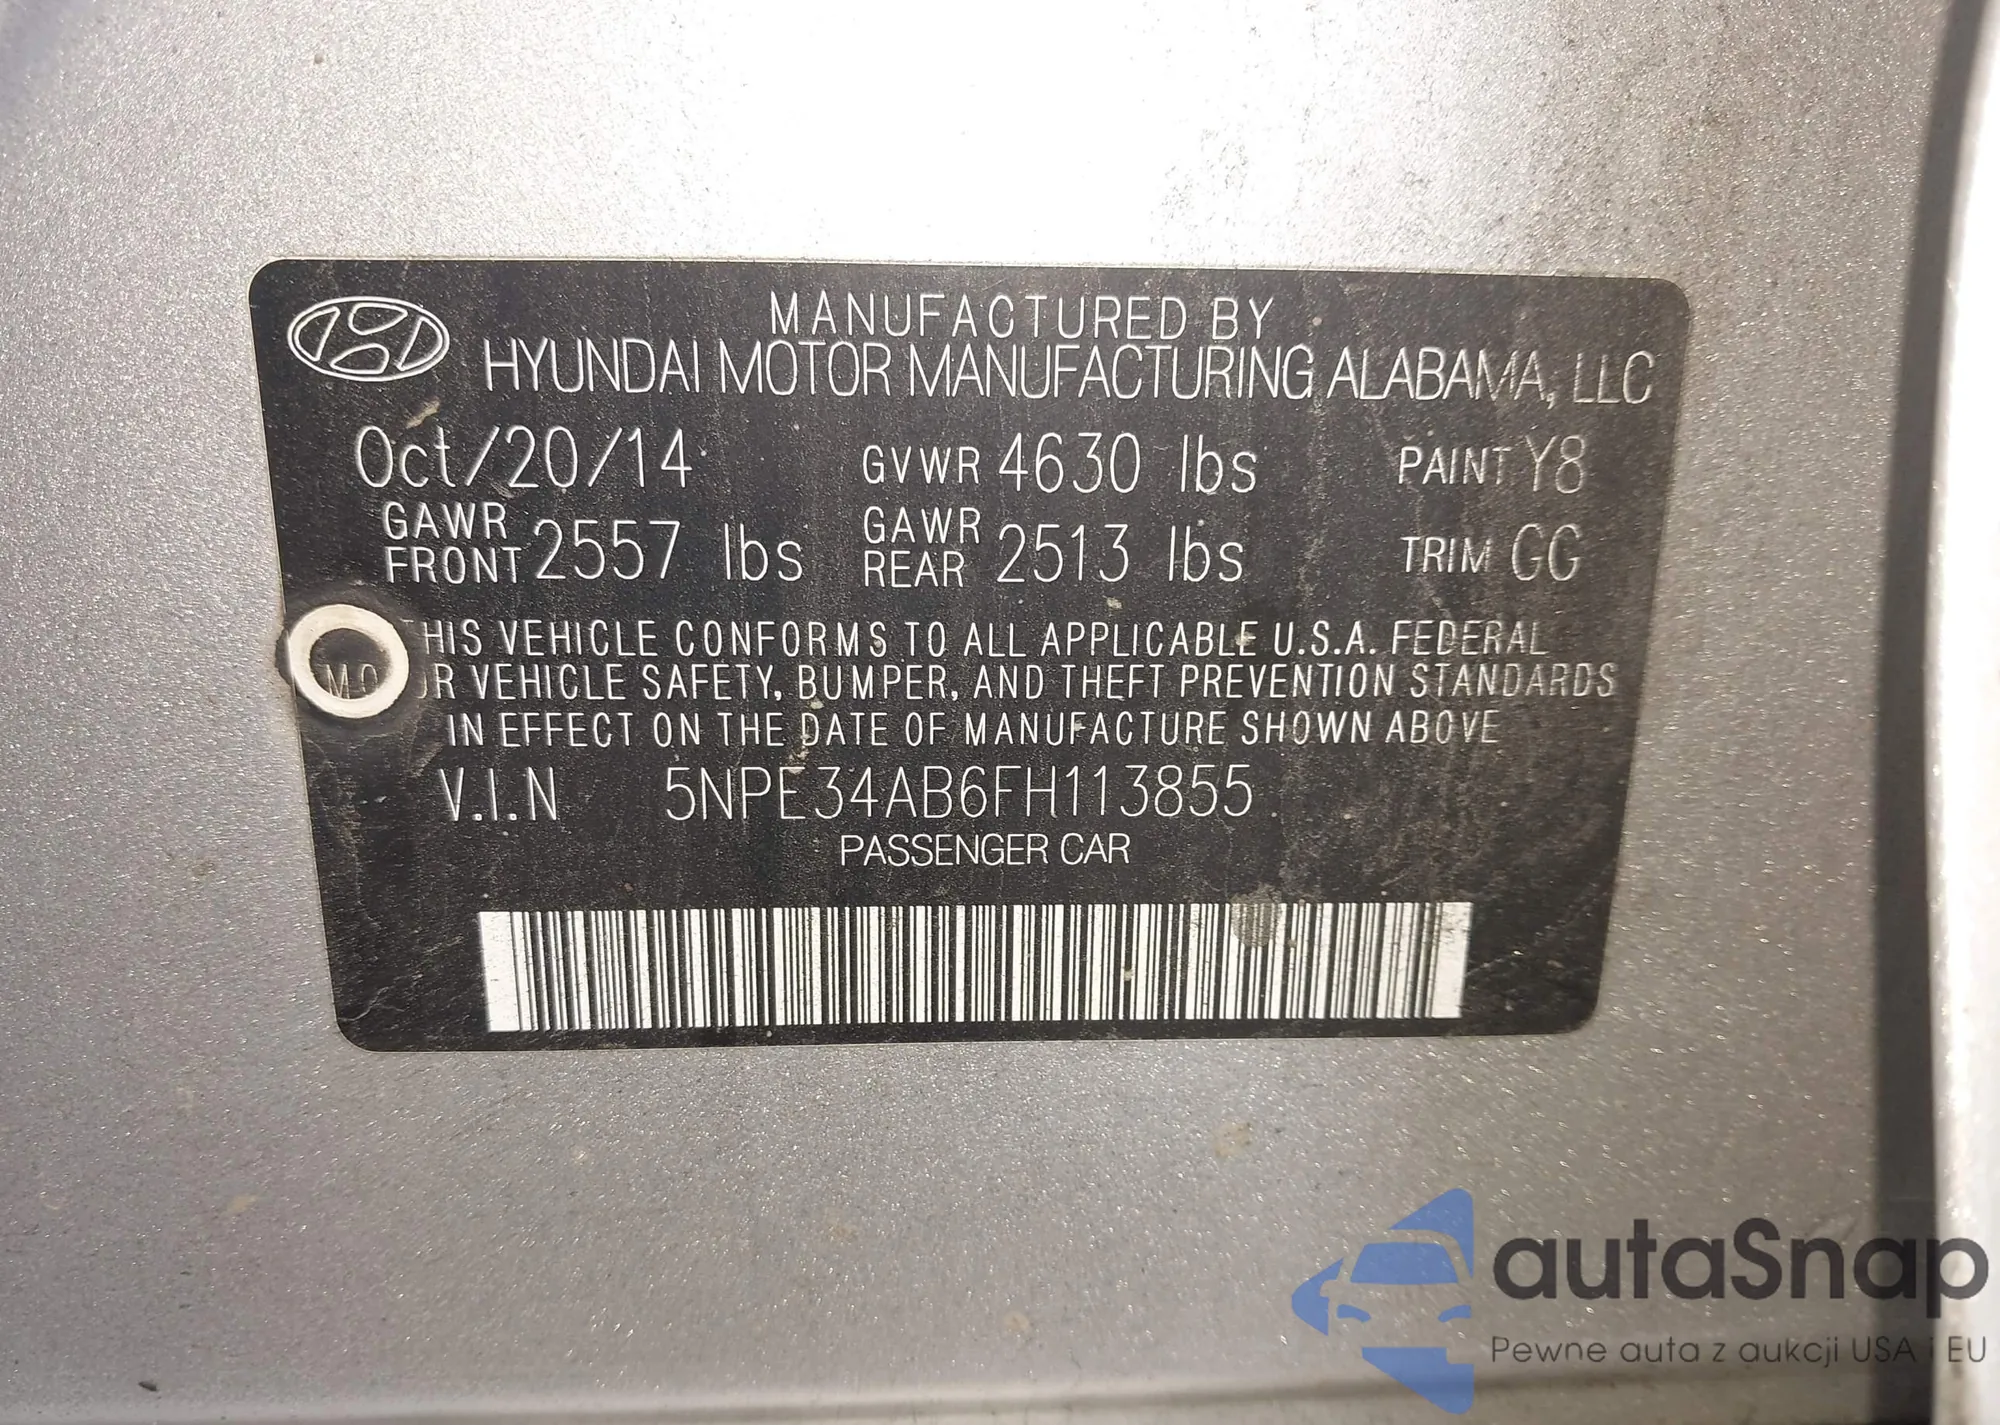 MANUFACTURED BY
HYUNDAI MOTOR MANUFACTURING ALABAMA, LLC
Oct/20/14 GVWR 4630 lbs PAINT Y8
GAWR FRONT 2557 lbs GAWR REAR 2513 lbs TRIM GG
THIS VEHICLE CONFORMS TO ALL APPLICABLE U.S.A. FEDERAL
MO OR VEHICLE SAFETY, BUMPER, AND THEFT PREVENTION STANDARDS
IN EFFECT ON THE DATE OF MANUFACTURE SHOWN ABOVE
V.I.N 5NPE34AB6FH113855
PASSENGER CAR
autaSnap
Pewne auta z aukcji USA i EU